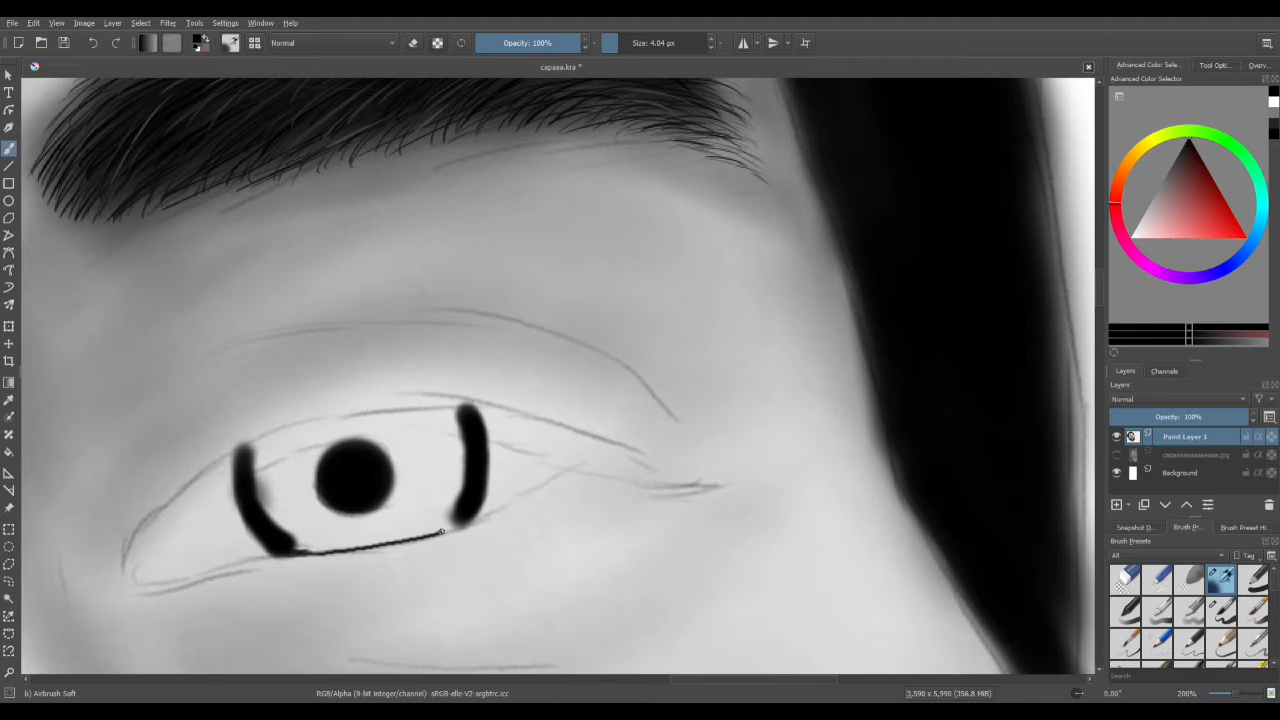 File Edit View Image Layer Select Filter Tools Settings Window Help
Normal Opacity: 100% Size: 4.04 px
capaaa.kra *
Advanced Color Sele... Tool Opti... Overv...
Advanced Color Selector
Layers Channels
Layers
Normal
Opacity: 100%
Paint Layer 1
Background
Snapshot D... Brush Pr... Brush Preset Hi
Brush Presets
All Tag
Search
b) Airbrush Soft RGB/Alpha (8-bit integer/channel) sRGB-elle-V2-srgbtrc.icc 3,590 x 5,990 (356.8 MiB) 0.00° 200%